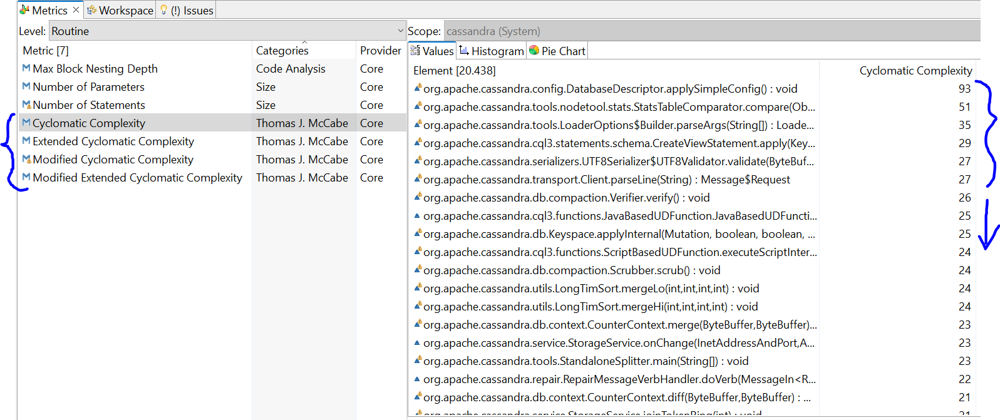 Metrics Workspace (!) Issues
Level: Routine Scope: cassandra (System)
Metric [7] Categories Provider
Max Block Nesting Depth Code Analysis Core
Number of Parameters Size Core
Number of Statements Size Core
Cyclomatic Complexity Thomas J. McCabe Core
Extended Cyclomatic Complexity Thomas J. McCabe Core
Modified Cyclomatic Complexity Thomas J. McCabe Core
Modified Extended Cyclomatic Complexity Thomas J. McCabe Core
Values Histogram Pie Chart
Element [20.438] Cyclomatic Complexity
org.apache.cassandra.config.DatabaseDescriptor.applySimpleConfig() : void 93
org.apache.cassandra.tools.nodetool.stats.StatsTableComparator.compare(Ob... 51
org.apache.cassandra.tools.LoaderOptions$Builder.parseArgs(String[]) : Loade... 35
org.apache.cassandra.cql3.statements.schema.CreateViewStatement.apply(Key... 29
org.apache.cassandra.serializers.UTF8Serializer$UTF8Validator.validate(ByteBuf... 27
org.apache.cassandra.transport.Client.parseLine(String) : Message$Request 27
org.apache.cassandra.db.compaction.Verifier.verify() : void 26
org.apache.cassandra.cql3.functions.JavaBasedUDFunction.JavaBasedUDFuncti... 25
org.apache.cassandra.db.Keyspace.applyInternal(Mutation, boolean, boolean, ... 25
org.apache.cassandra.cql3.functions.ScriptBasedUDFunction.executeScriptInter... 24
org.apache.cassandra.db.compaction.Scrubber.scrub() : void 24
org.apache.cassandra.utils.LongTimSort.mergeLo(int,int,int,int) : void 24
org.apache.cassandra.utils.LongTimSort.mergeHi(int,int,int,int) : void 24
org.apache.cassandra.db.context.CounterContext.merge(ByteBuffer,ByteBuffer)... 23
org.apache.cassandra.service.StorageService.onChange(InetAddressAndPort,A... 23
org.apache.cassandra.tools.StandaloneSplitter.main(String[]) : void 23
org.apache.cassandra.repair.RepairMessageVerbHandler.doVerb(MessageIn<R... 22
org.apache.cassandra.db.context.CounterContext.diff(ByteBuffer,ByteBuffer) : ... 21
org.apache.cassandra.service.StorageService.joinTokenRing(int) : void 21